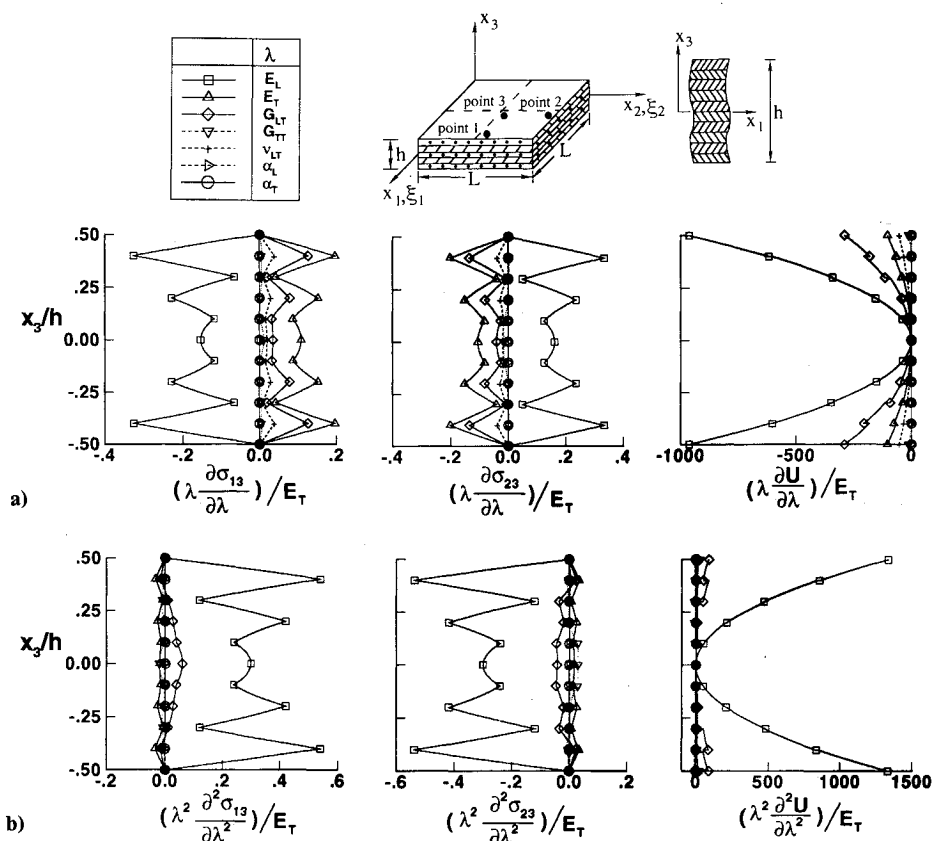 λ
E_L
E_T
G_LT
G_TT
ν_LT
α_L
α_T
x_3
point 3
point 2
point 1
x_2,ξ_2
x_1,ξ_1
h
L
L
x_3
x_1
h
a)
x_3/h
.50
.25
0.00
-.25
-.50
-.4
-.2
0.0
.2
(λ ∂σ_13/∂λ)/E_T
-.4
-.2
0.0
.2
.4
(λ ∂σ_23/∂λ)/E_T
-1000
-500
0
(λ ∂U/∂λ)/E_T
b)
x_3/h
.50
.25
0.00
-.25
-.50
-.2
0.0
.2
.4
.6
(λ² ∂²σ_13/∂λ²)/E_T
-.6
-.4
-.2
0.0
.2
(λ² ∂²σ_23/∂λ²)/E_T
0
500
1000
1500
(λ² ∂²U/∂λ²)/E_T